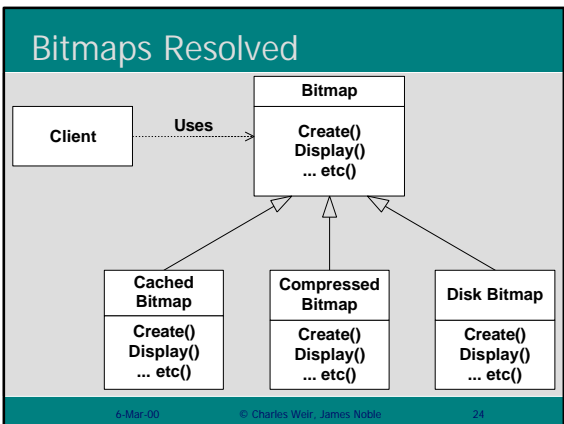 Bitmaps Resolved
Bitmap
Client
Uses
Create()
Display()
... etc()
Cached
Bitmap
Create()
Display()
... etc()
Compressed
Bitmap
Create()
Display()
... etc()
Disk Bitmap
Create()
Display()
... etc()
6-Mar-00
© Charles Weir, James Noble
24